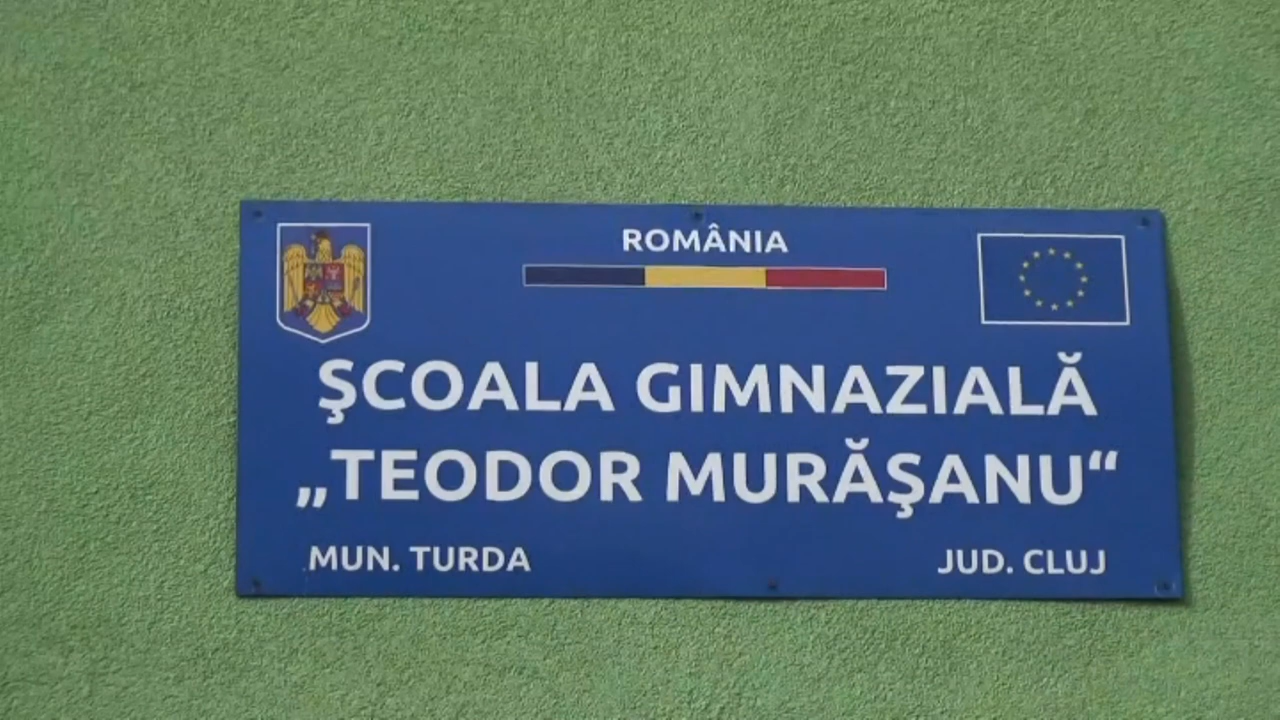 ROMÂNIA
ŞCOALA GIMNAZIALĂ
„TEODOR MURĂŞANU“
MUN. TURDA
JUD. CLUJ